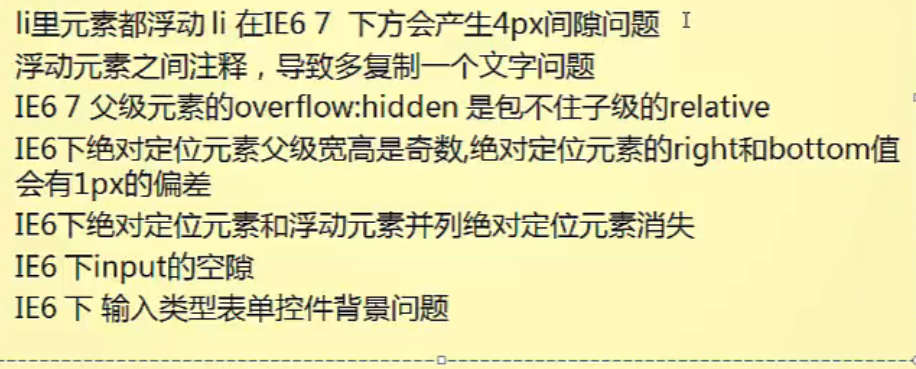 li里元素都浮动 li 在IE6 7 下方会产生4px间隙问题
浮动元素之间注释，导致多复制一个文字问题
IE6 7 父级元素的overflow:hidden 是包不住子级的relative
IE6下绝对定位元素父级宽高是奇数,绝对定位元素的right和bottom值
会有1px的偏差
IE6下绝对定位元素和浮动元素并列绝对定位元素消失
IE6 下input的空隙
IE6 下 输入类型表单控件背景问题